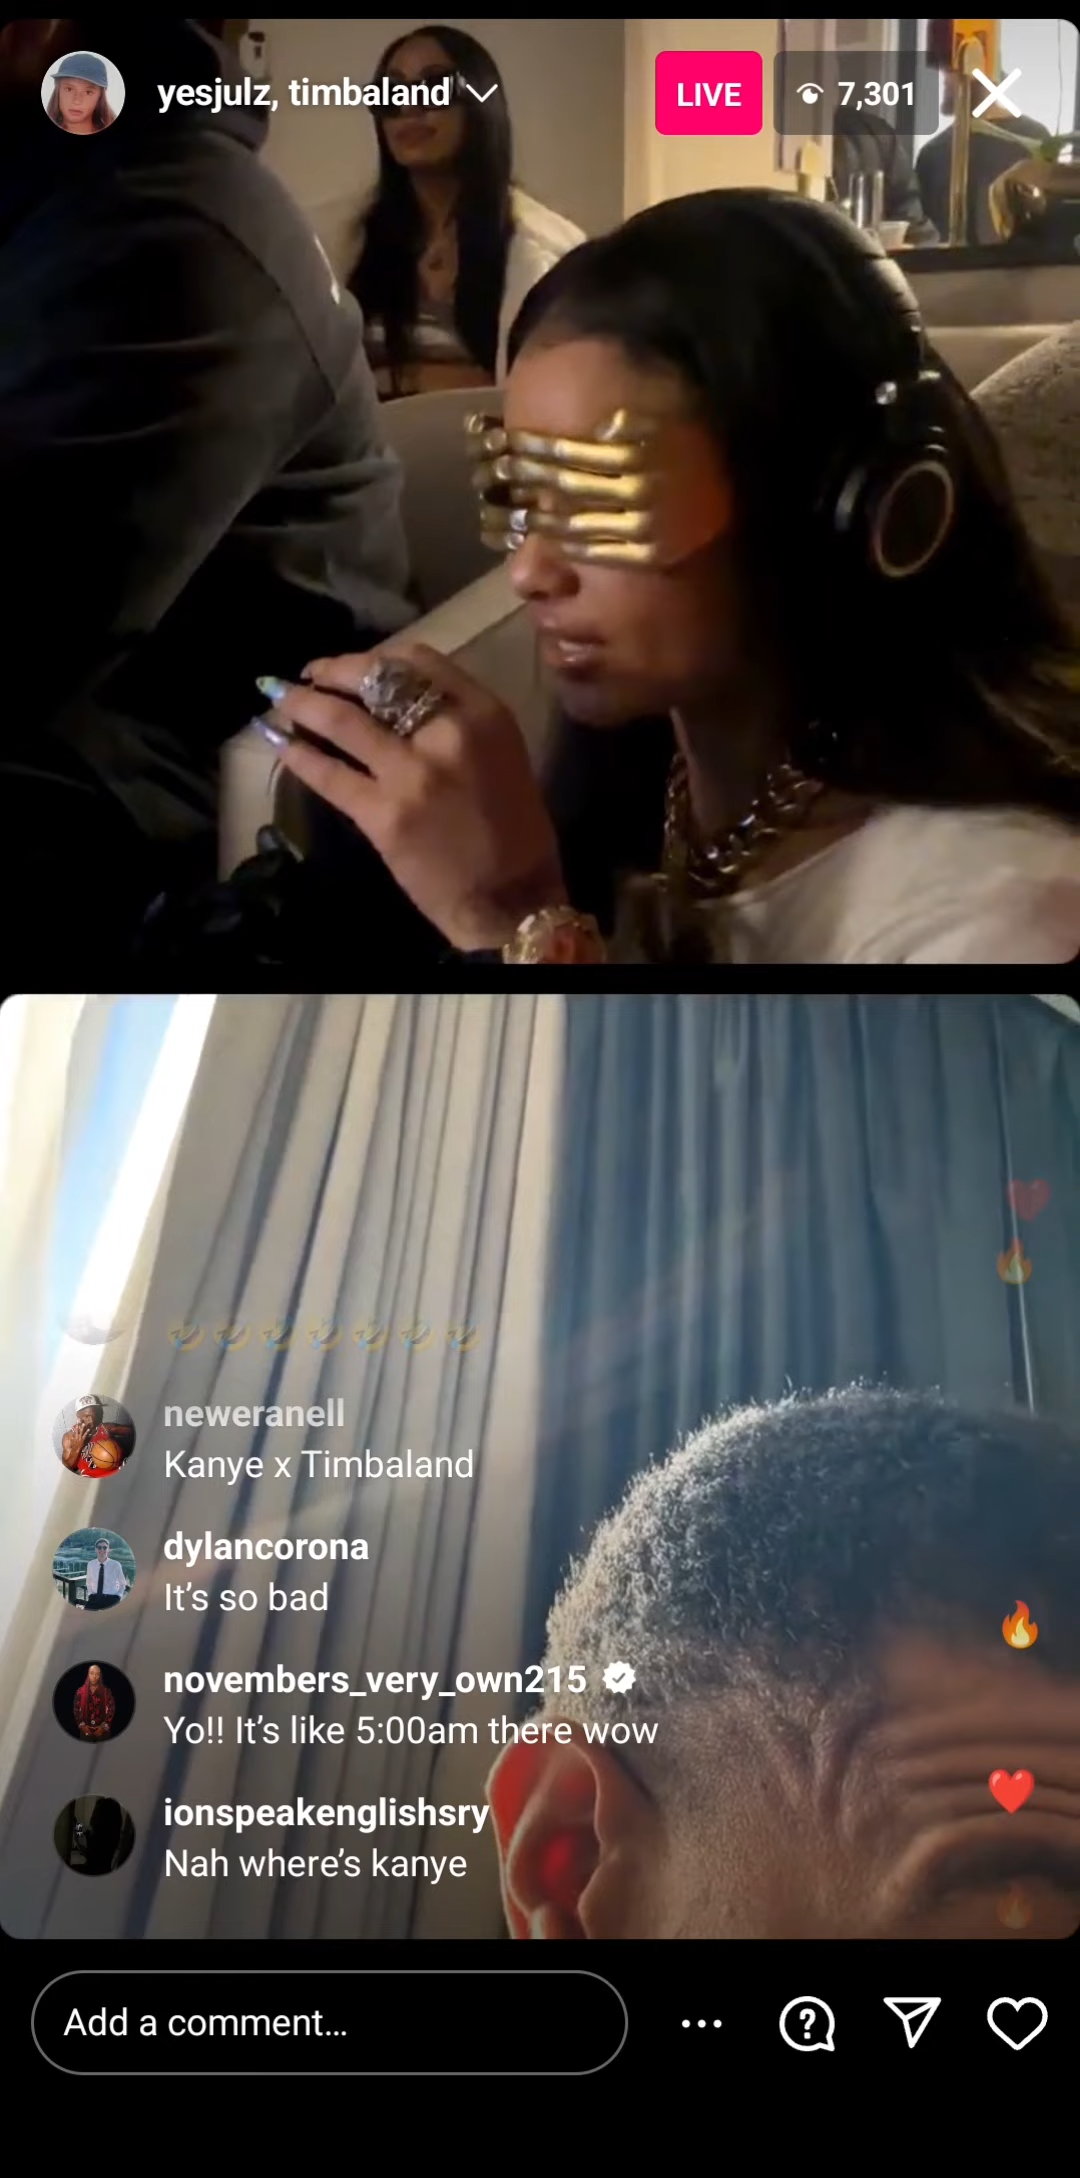 yesjulz, timbaland
LIVE
7,301
neweranell
Kanye x Timbaland
dylancorona
It’s so bad
novembers_very_own215
Yo!! It’s like 5:00am there wow
ionspeakenglishsry
Nah where’s kanye
Add a comment...
?